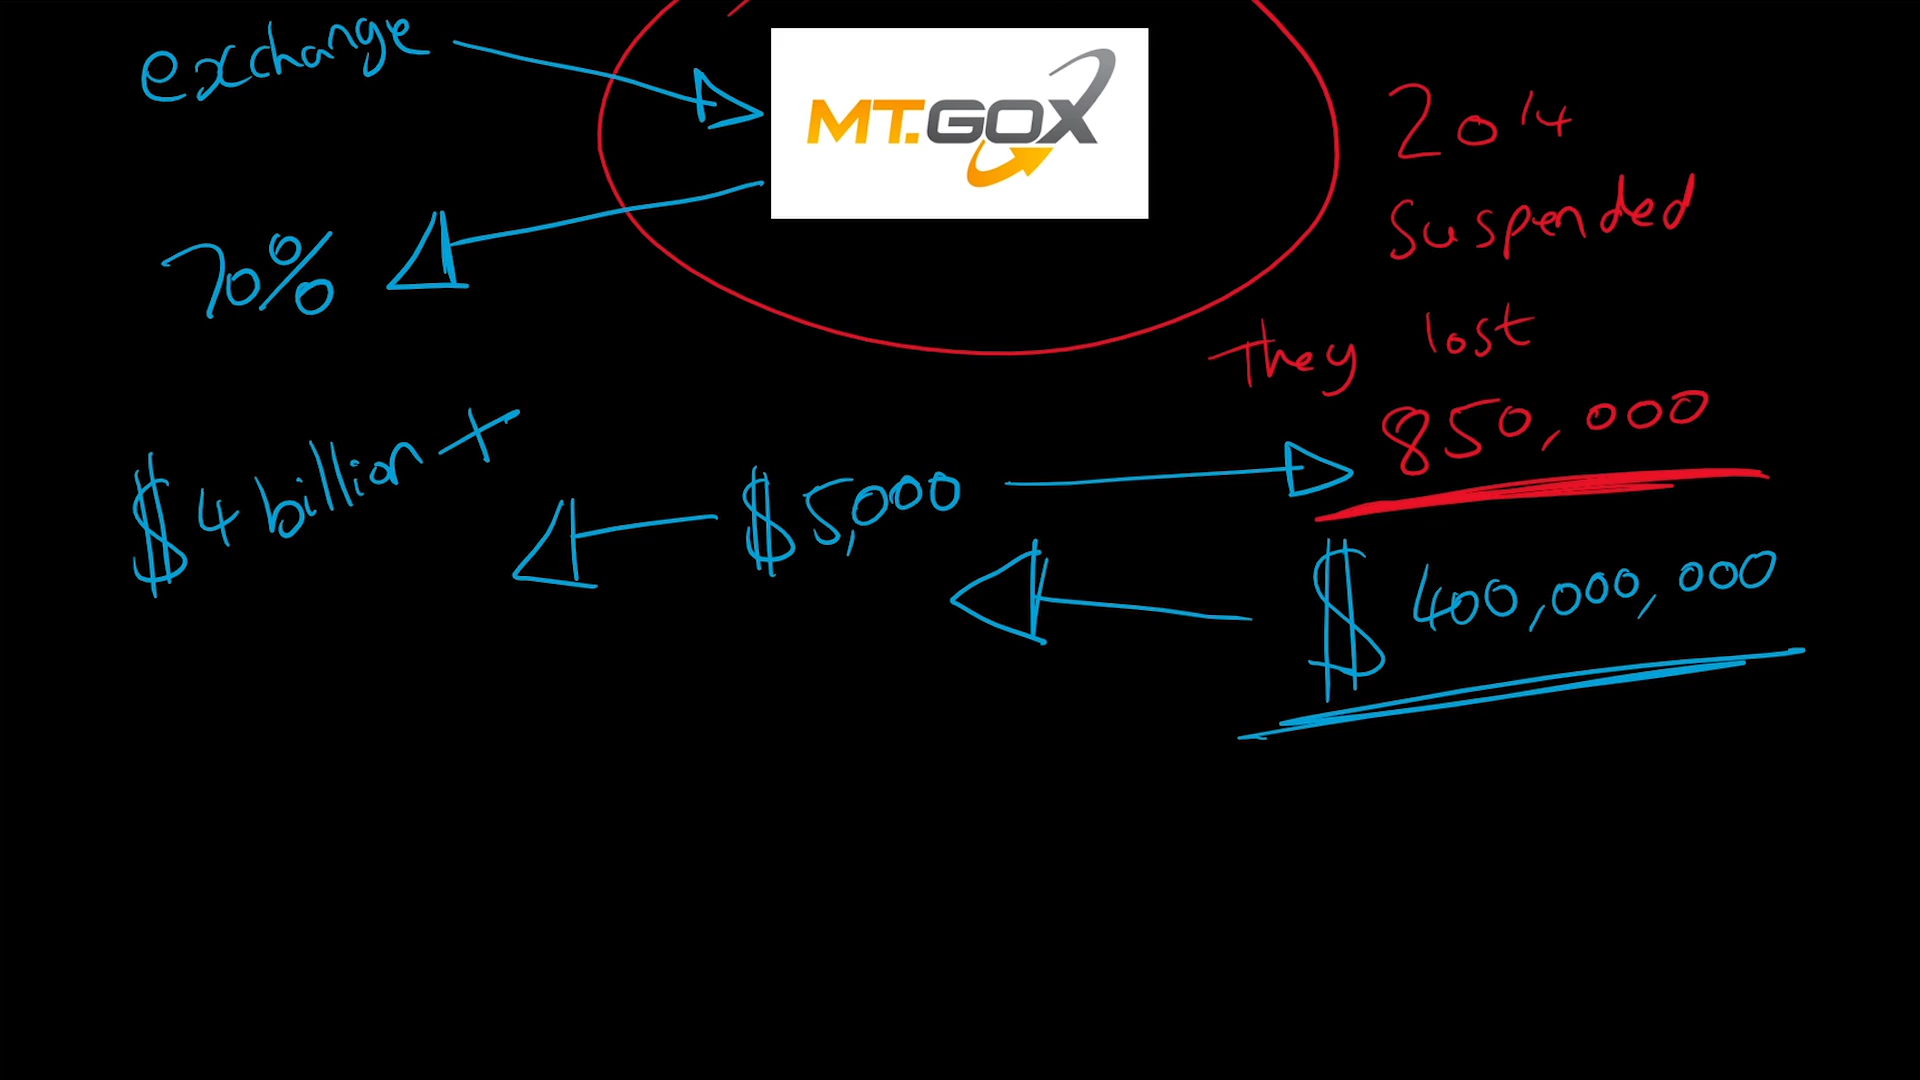 exchange
MT.GOX
2014
suspended
70%
They lost
850,000
$4 billion +
$5,000
$400,000,000